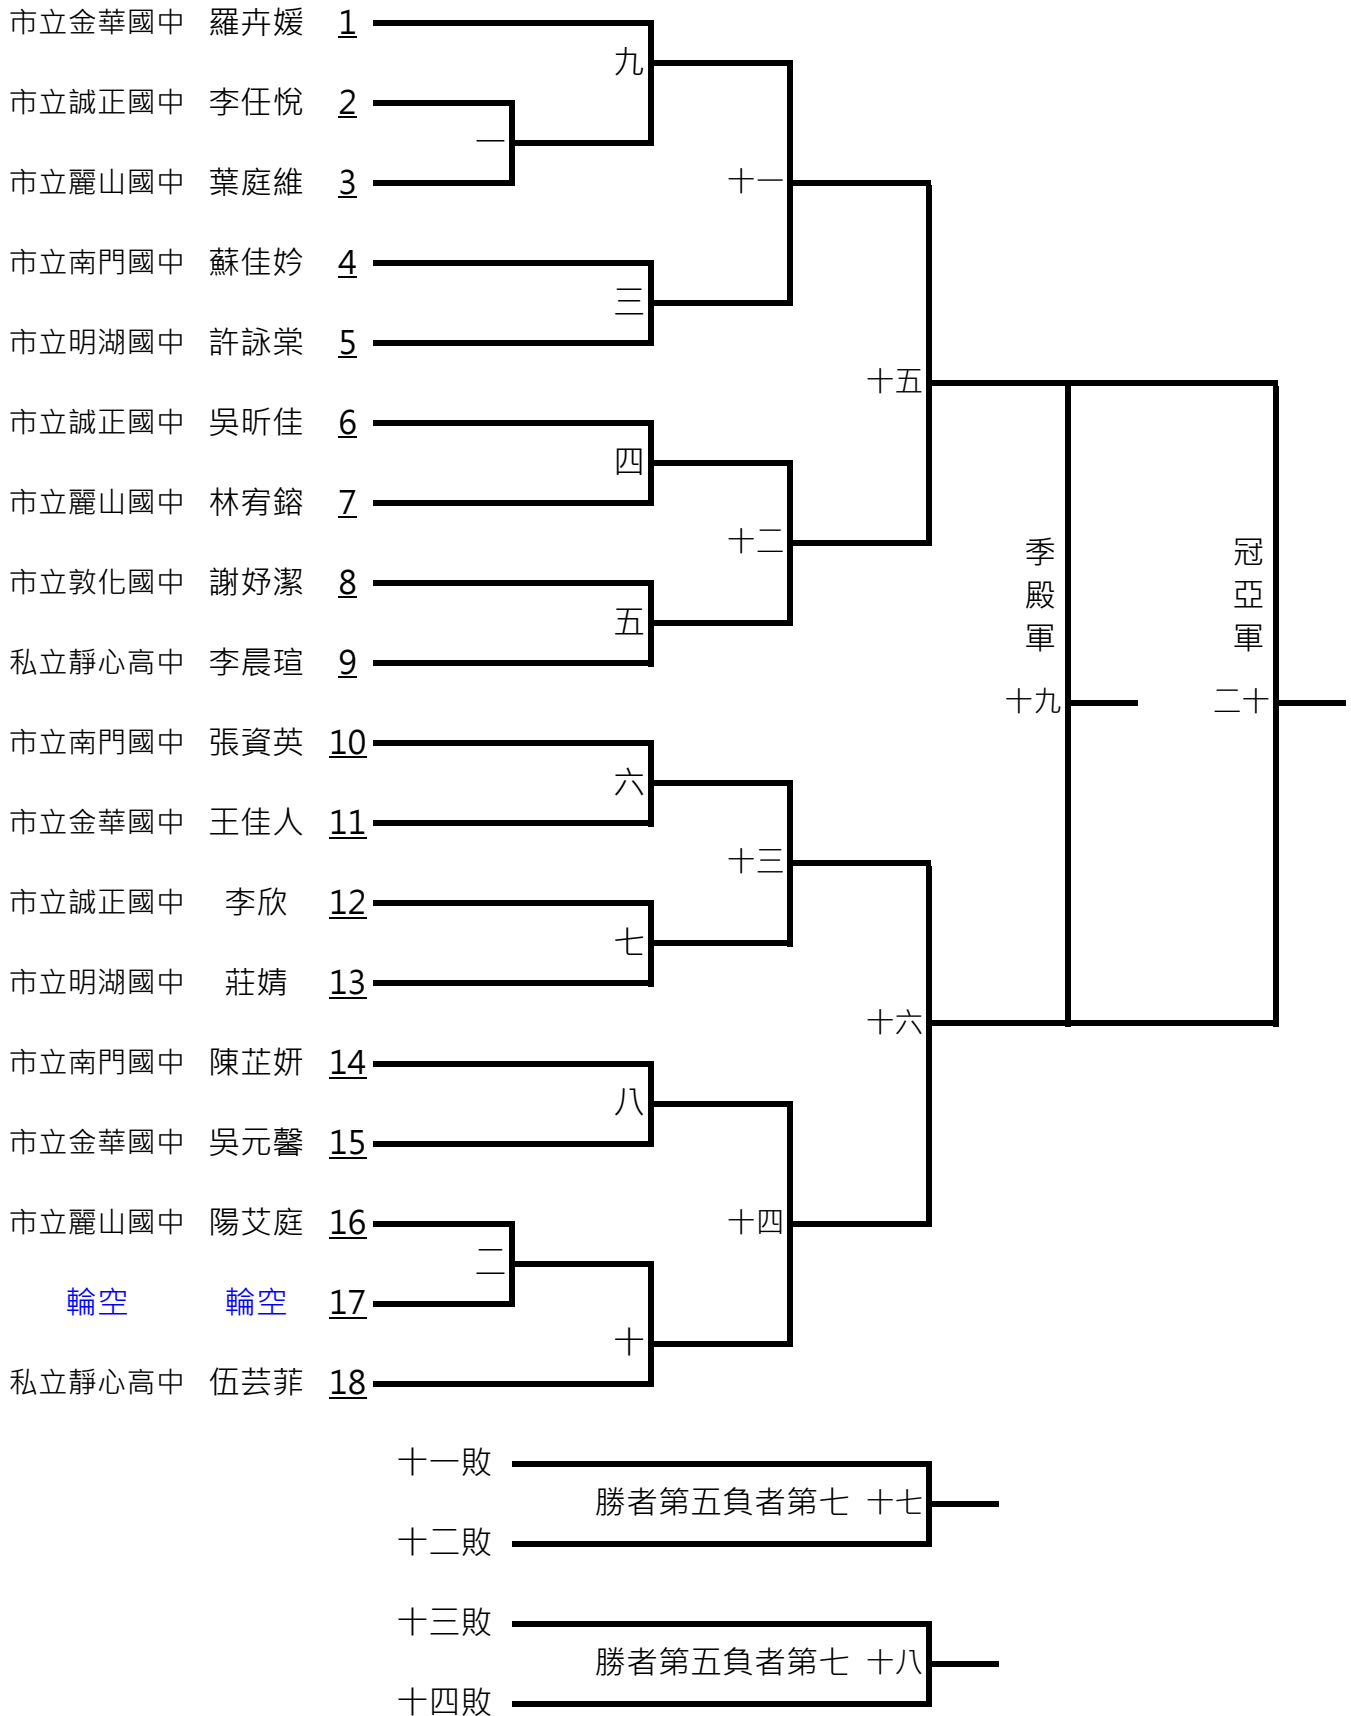 市立金華國中 羅卉媛 1
九
市立誠正國中 李任悅 2
一
市立麗山國中 葉庭維 3
十一
市立南門國中 蘇佳妗 4
三
市立明湖國中 許詠棠 5
十五
市立誠正國中 吳昕佳 6
四
市立麗山國中 林宥鎔 7
十二
季殿軍
冠亞軍
市立敦化國中 謝妤潔 8
五
私立靜心高中 李晨瑄 9
十九
二十
市立南門國中 張資英 10
六
市立金華國中 王佳人 11
十三
市立誠正國中 李欣 12
七
市立明湖國中 莊婧 13
十六
市立南門國中 陳芷妍 14
八
市立金華國中 吳元馨 15
市立麗山國中 陽艾庭 16
十四
二
輪空 輪空 17
十
私立靜心高中 伍芸菲 18
十一敗
勝者第五負者第七 十七
十二敗
十三敗
勝者第五負者第七 十八
十四敗